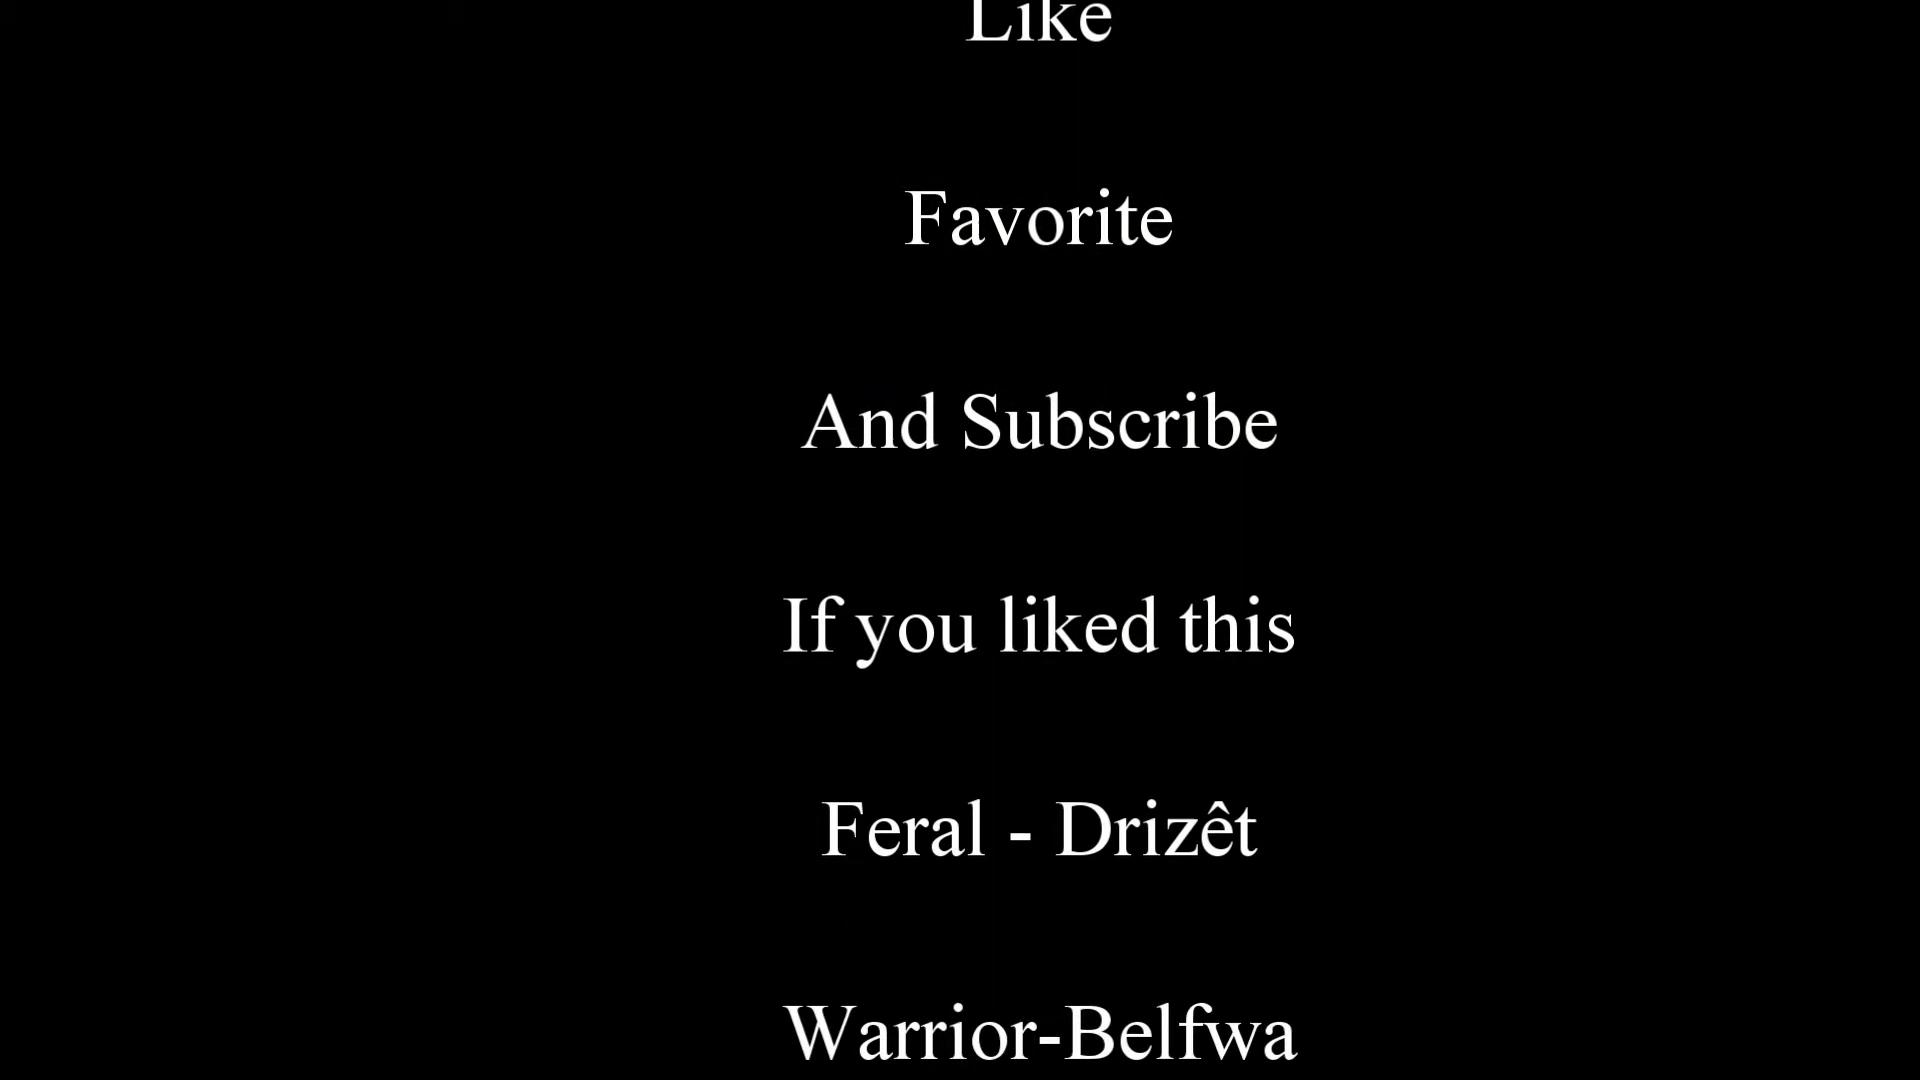 Like
Favorite
And Subscribe
If you liked this
Feral - Drizêt
Warrior-Belfwa